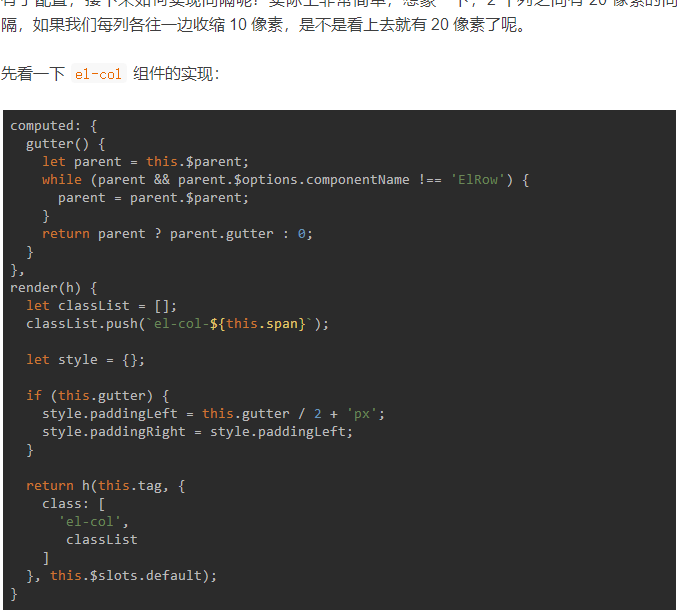 有了配置，接下来如何实现间隔呢？实际上非常简单，想象一下，2 个列之间有 20 像素的间
隔，如果我们每列各往一边收缩 10 像素，是不是看上去就有 20 像素了呢。
先看一下 el-col 组件的实现：
computed: {
  gutter() {
    let parent = this.$parent;
    while (parent && parent.$options.componentName !== 'ElRow') {
      parent = parent.$parent;
    }
    return parent ? parent.gutter : 0;
  }
},
render(h) {
  let classList = [];
  classList.push(`el-col-${this.span}`);
  let style = {};
  if (this.gutter) {
    style.paddingLeft = this.gutter / 2 + 'px';
    style.paddingRight = style.paddingLeft;
  }
  return h(this.tag, {
    class: [
      'el-col',
       classList
    ]
  }, this.$slots.default);
}